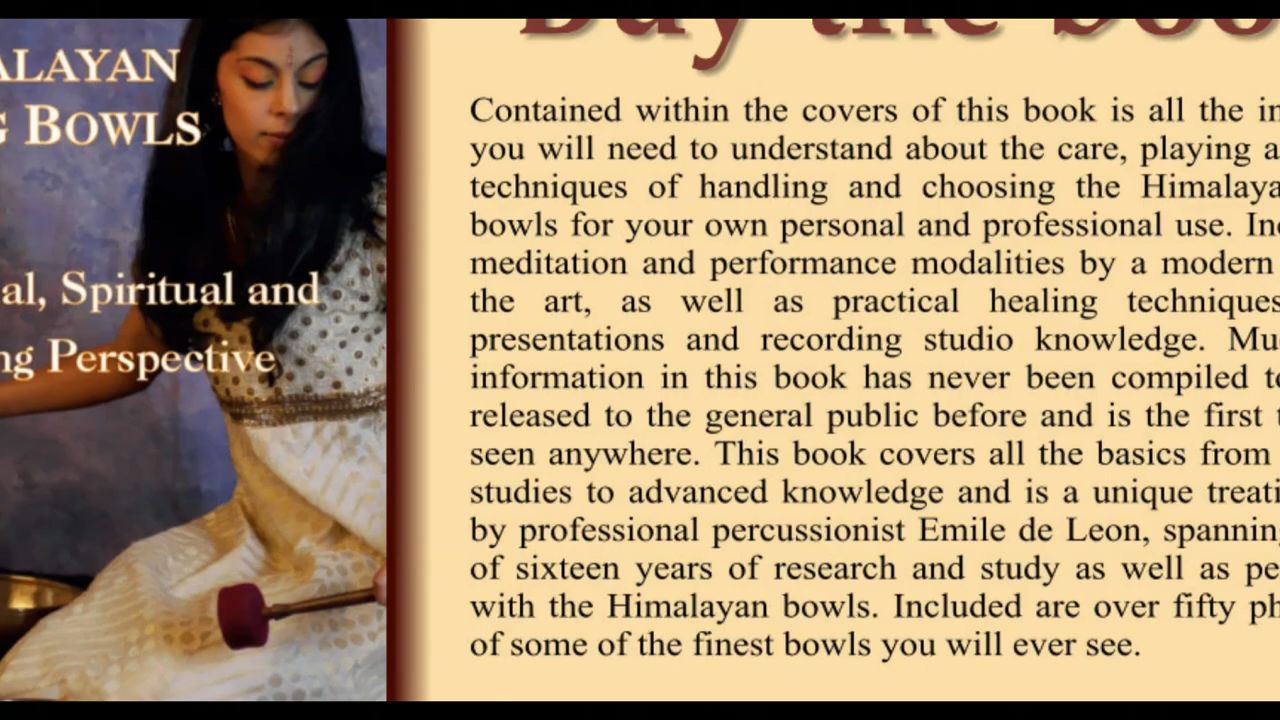 ALAYAN
BOWLS
al, Spiritual and
ng Perspective
Buy the boo
Contained within the covers of this book is all the in
you will need to understand about the care, playing a
techniques of handling and choosing the Himalaya
bowls for your own personal and professional use. Inc
meditation and performance modalities by a modern
the art, as well as practical healing techniques
presentations and recording studio knowledge. Mu
information in this book has never been compiled to
released to the general public before and is the first t
seen anywhere. This book covers all the basics from
studies to advanced knowledge and is a unique treati
by professional percussionist Emile de Leon, spanning
of sixteen years of research and study as well as pe
with the Himalayan bowls. Included are over fifty ph
of some of the finest bowls you will ever see.